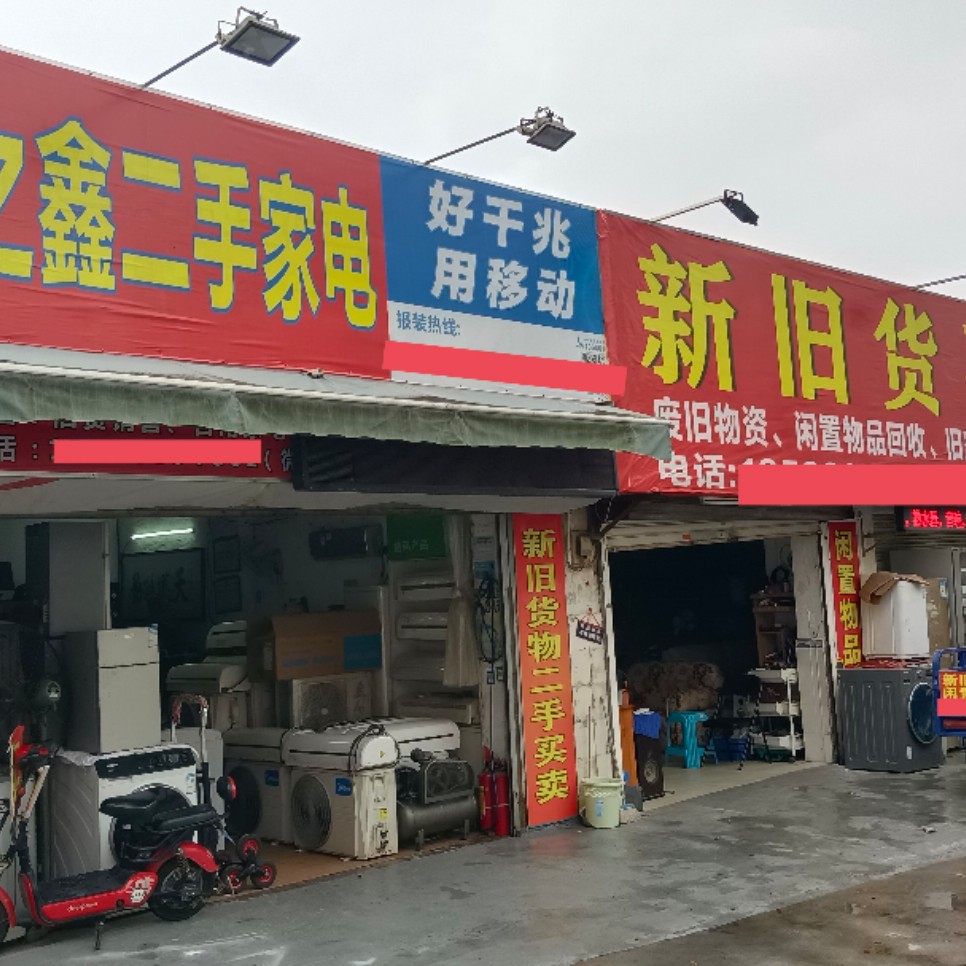 鑫二手家电
好千兆
用移动
报装热线:
新旧货
废旧物资、闲置物品回收、旧
电话:
新旧货物二手买卖
闲置物品
新旧